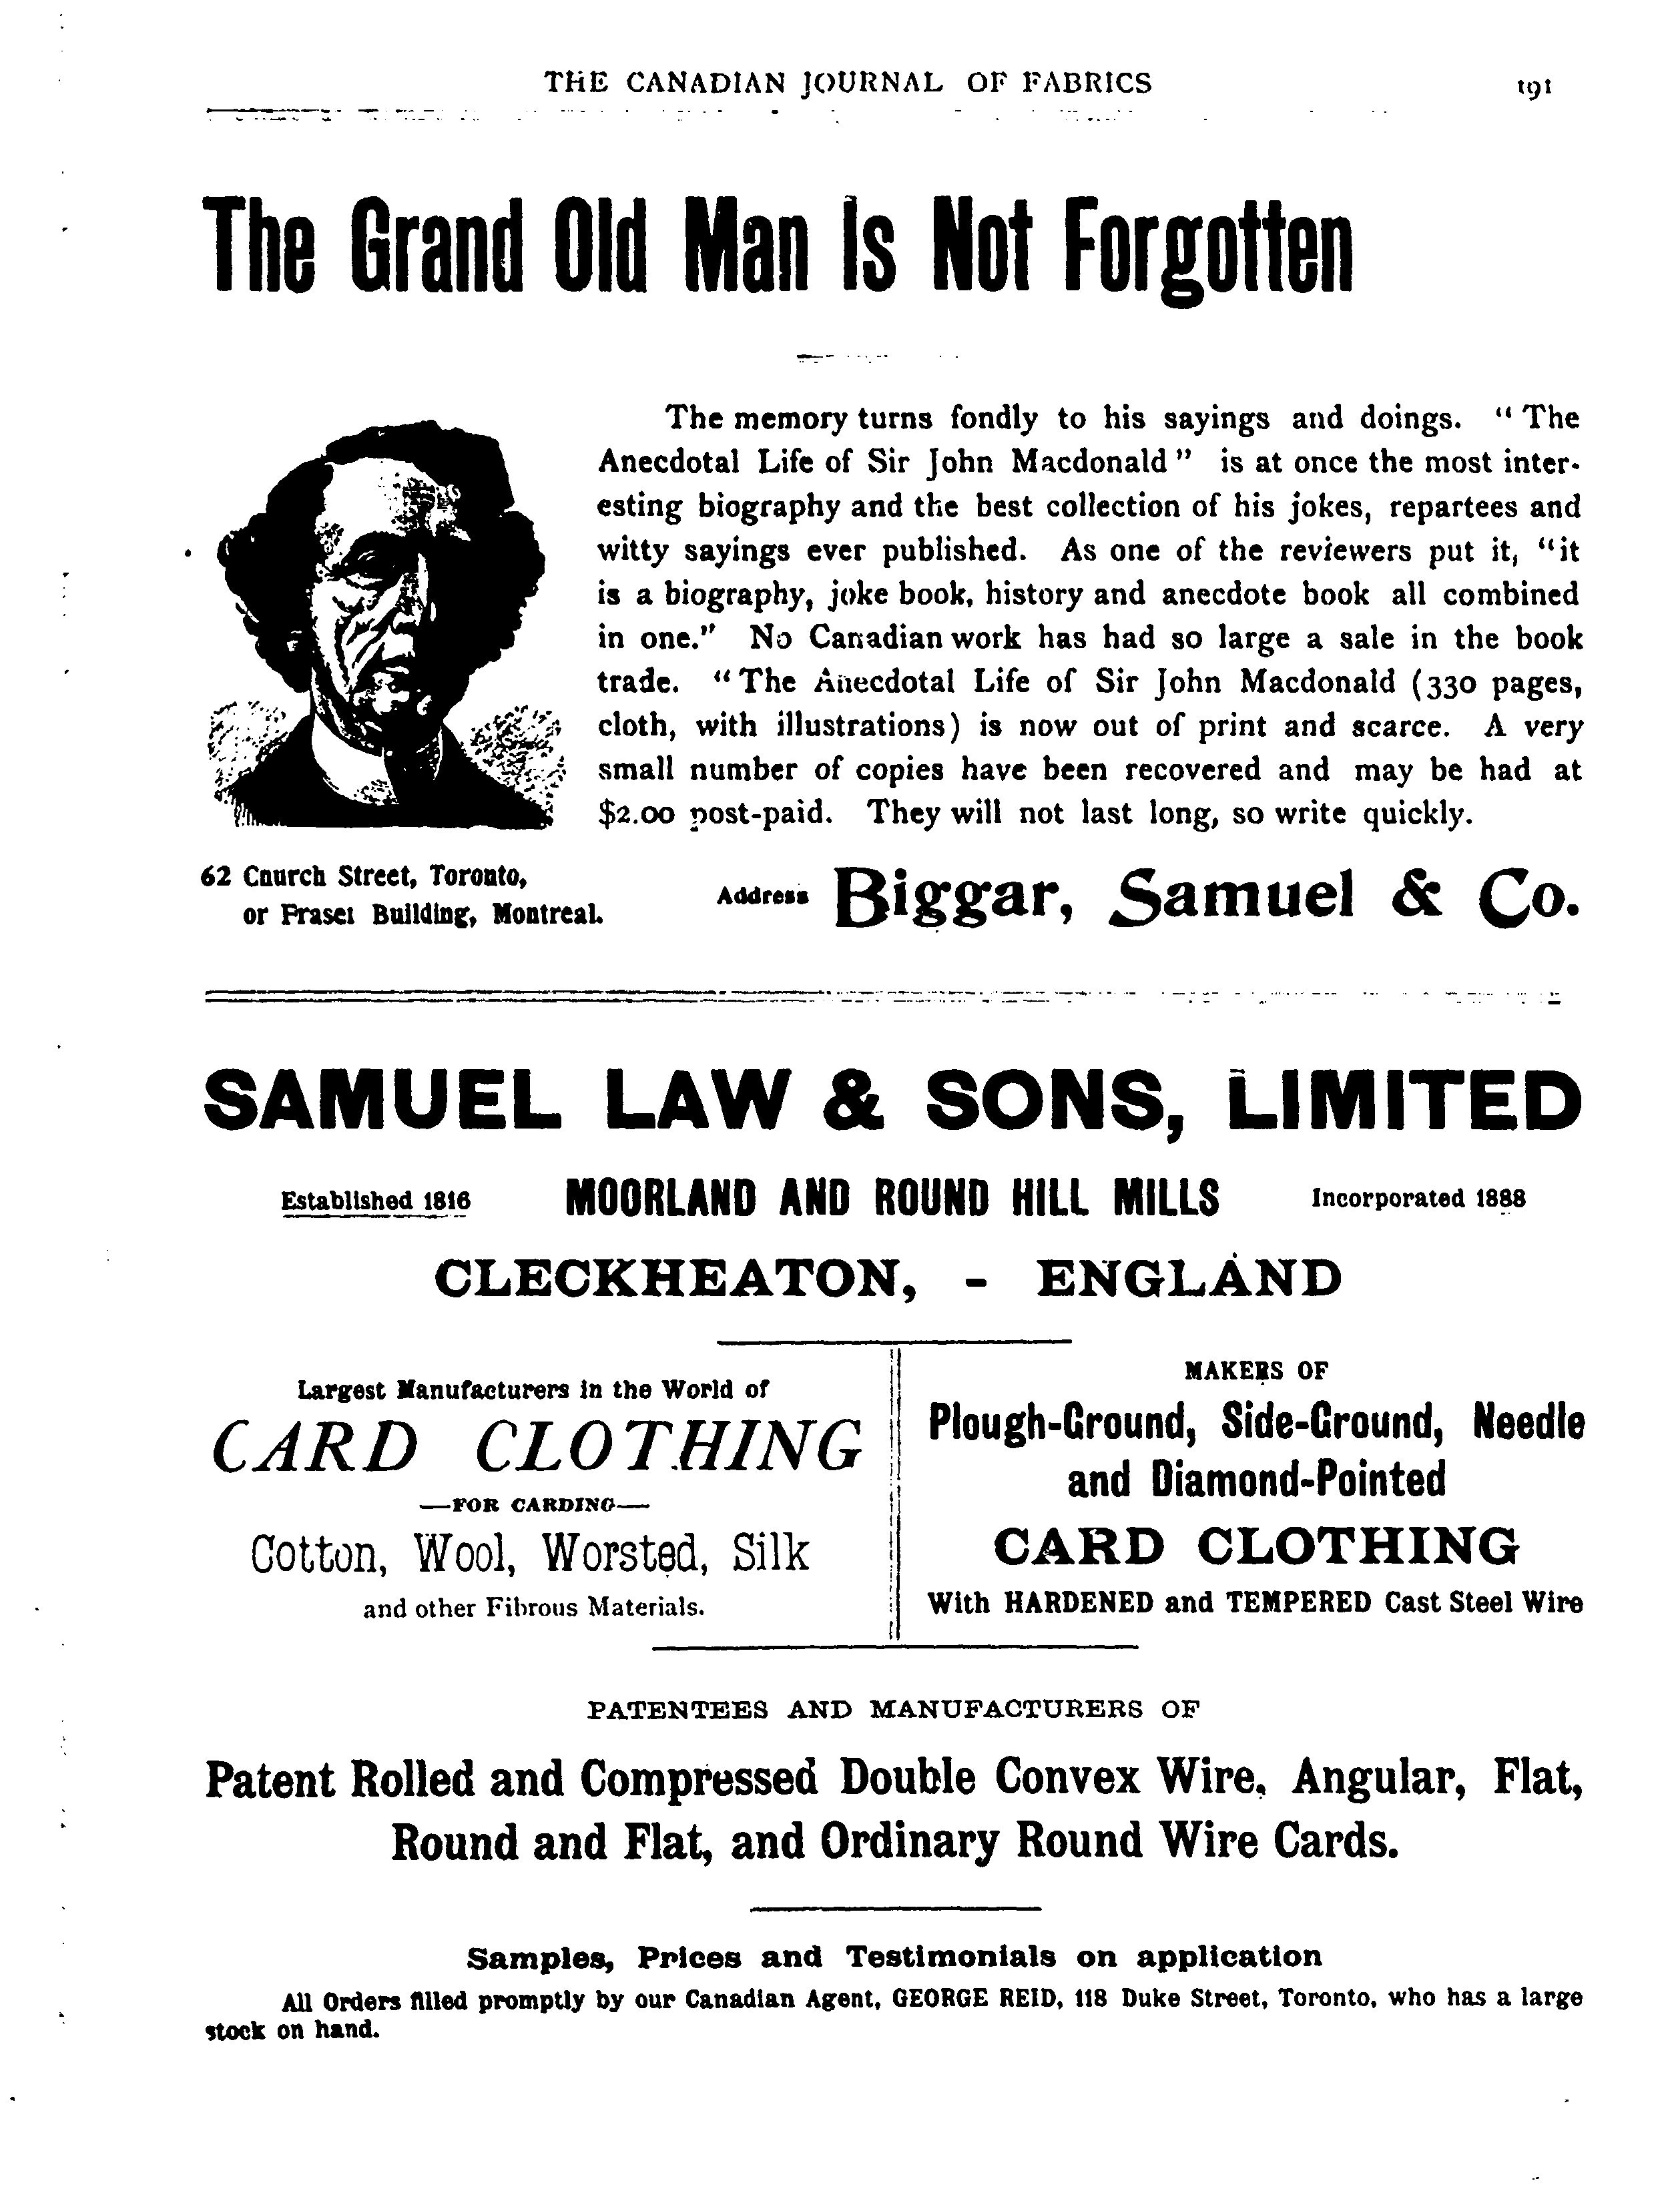 THE CANADIAN JOURNAL OF FABRICS 191
The Grand Old Man Is Not Forgotten
The memory turns fondly to his sayings and doings. “The
Anecdotal Life of Sir John Macdonald” is at once the most inter-
esting biography and the best collection of his jokes, repartees and
witty sayings ever published. As one of the reviewers put it, “it
is a biography, joke book, history and anecdote book all combined
in one.” No Canadian work has had so large a sale in the book
trade. “The Anecdotal Life of Sir John Macdonald (330 pages,
cloth, with illustrations) is now out of print and scarce. A very
small number of copies have been recovered and may be had at
$2.00 post-paid. They will not last long, so write quickly.
62 Church Street, Toronto,
or Fraser Building, Montreal.
Address Biggar, Samuel & Co.
SAMUEL LAW & SONS, LIMITED
Established 1816 MOORLAND AND ROUND HILL MILLS Incorporated 1888
CLECKHEATON, - ENGLAND
Largest Manufacturers in the World of
CARD CLOTHING
—FOR CARDING—
Cotton, Wool, Worsted, Silk
and other Fibrous Materials.
MAKERS OF
Plough-Ground, Side-Ground, Needle
and Diamond-Pointed
CARD CLOTHING
With HARDENED and TEMPERED Cast Steel Wire
PATENTEES AND MANUFACTURERS OF
Patent Rolled and Compressed Double Convex Wire, Angular, Flat,
Round and Flat, and Ordinary Round Wire Cards.
Samples, Prices and Testimonials on application
All Orders filled promptly by our Canadian Agent, GEORGE REID, 118 Duke Street, Toronto, who has a large
stock on hand.